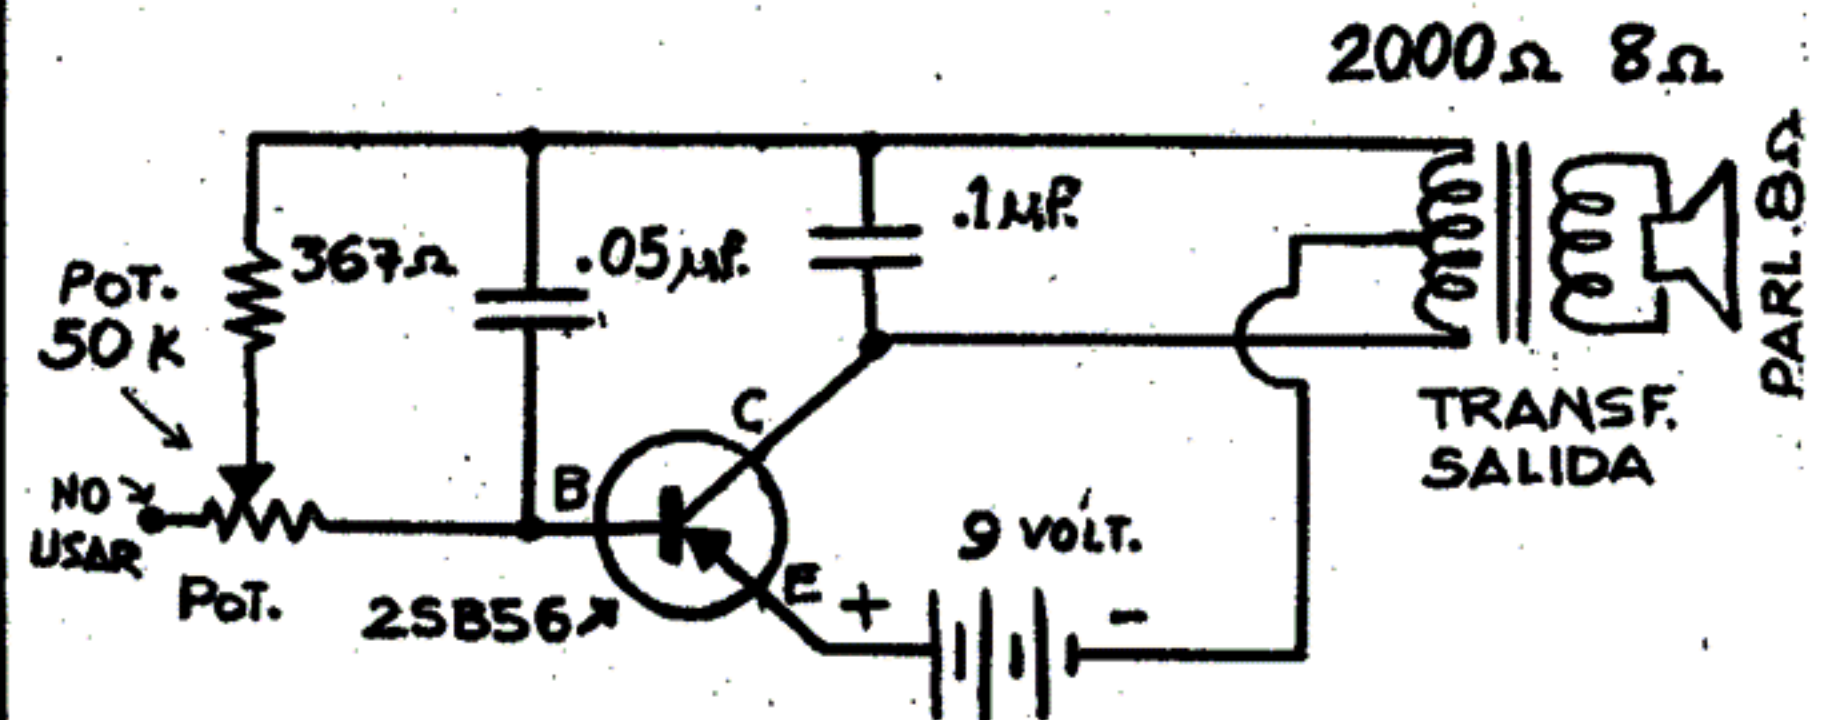 2000Ω 8Ω
367Ω
.05µf.
.1µf.
POT.
50 K
PARL. 8Ω
NO
USAR
POT.
B
C
E
2SB56
9 VOLT.
+
-
TRANSF.
SALIDA